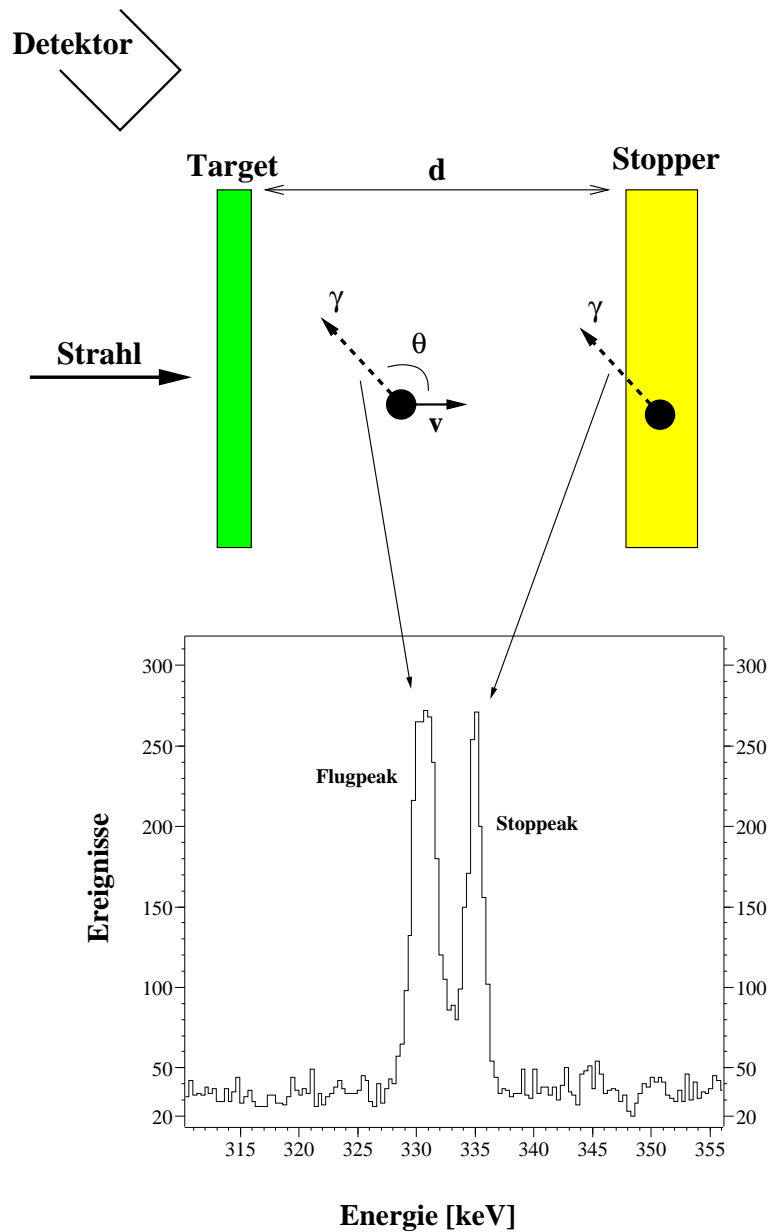 Detektor
Target
d
Stopper
γ
γ
Strahl
θ
v
300
300
250
250
Flugpeak
200
Stoppeak
200
Ereignisse
150
150
100
100
50
50
20
20
315 320 325 330 335 340 345 350 355
Energie [keV]